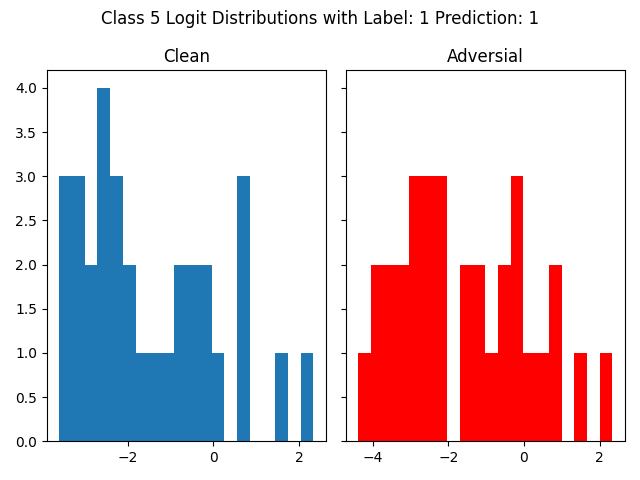 Class 5 Logit Distributions with Label: 1 Prediction: 1
Clean
Adversial
4.0
3.5
3.0
2.5
2.0
1.5
1.0
0.5
0.0
−2 0 2
−4 −2 0 2